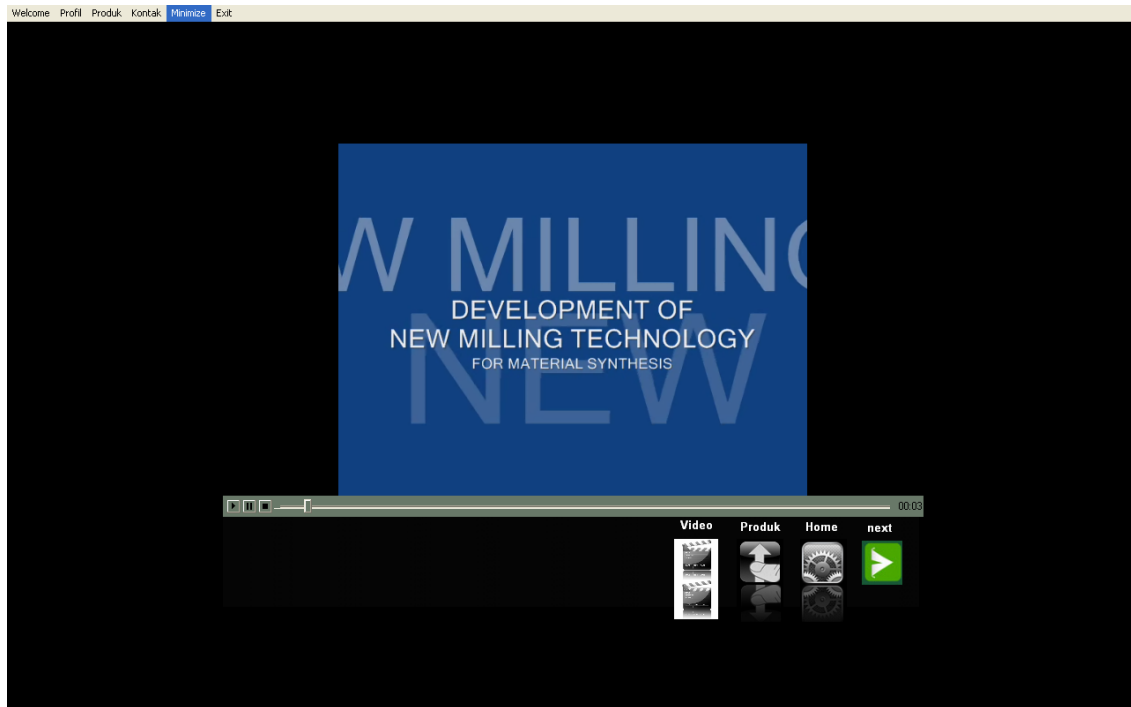 Welcome Profil Produk Kontak Minimize Exit
W MILLING
DEVELOPMENT OF
NEW MILLING TECHNOLOGY
FOR MATERIAL SYNTHESIS
NEW
00:03
Video Produk Home next